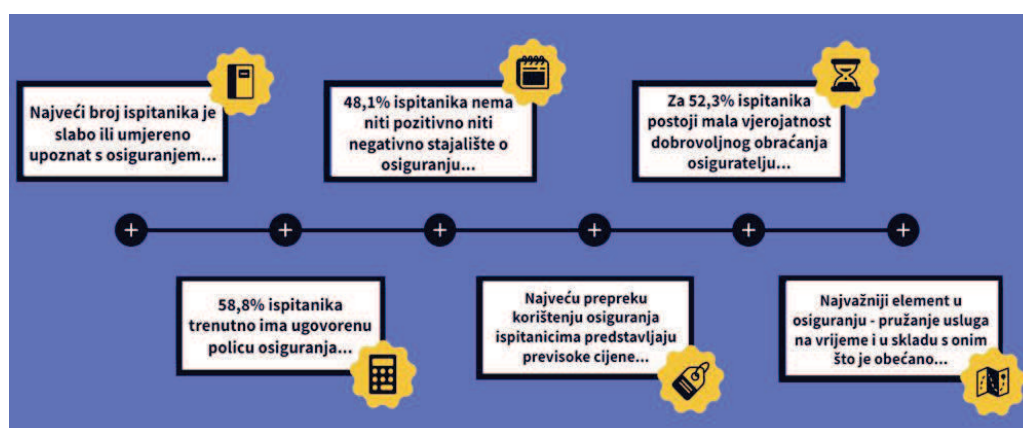 Najveći broj ispitanika je
slabo ili umjereno
upoznat s osiguranjem...
58,8% ispitanika
trenutno ima ugovorenu
policu osiguranja...
48,1% ispitanika nema
niti pozitivno niti
negativno stajalište o
osiguranju...
Najveću prepreku
korištenju osiguranja
ispitanicima predstavljaju
previsoke cijene...
Za 52,3% ispitanika
postoji mala vjerojatnost
dobrovoljnog obraćanja
osiguratelju...
Najvažniji element u
osiguranju - pružanje usluga
na vrijeme i u skladu s onim
što je obećano...